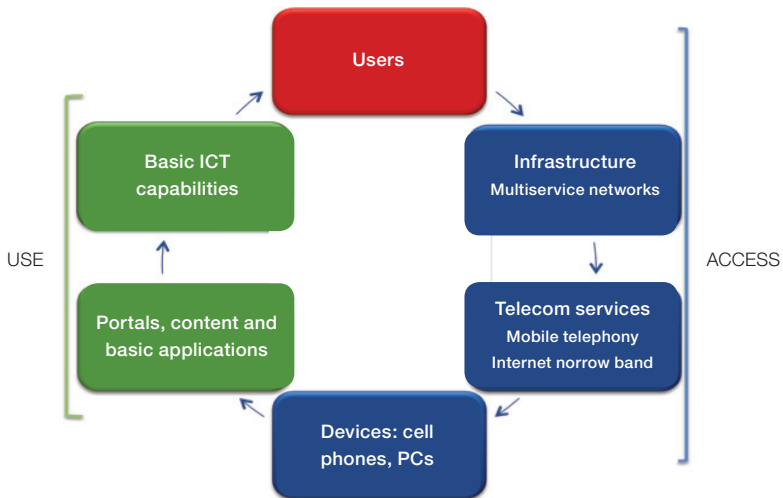 Users
Basic ICT
capabilities
Infrastructure
Multiservice networks
USE
ACCESS
Portals, content and
basic applications
Telecom services
Mobile telephony
Internet norrow band
Devices: cell
phones, PCs